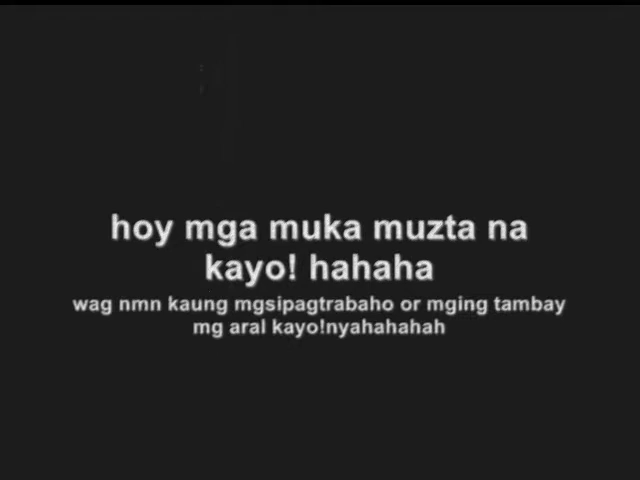 hoy mga muka muzta na
kayo! hahaha
wag nmn kaung mgsipagtrabaho or mging tambay
mg aral kayo!nyahahahah